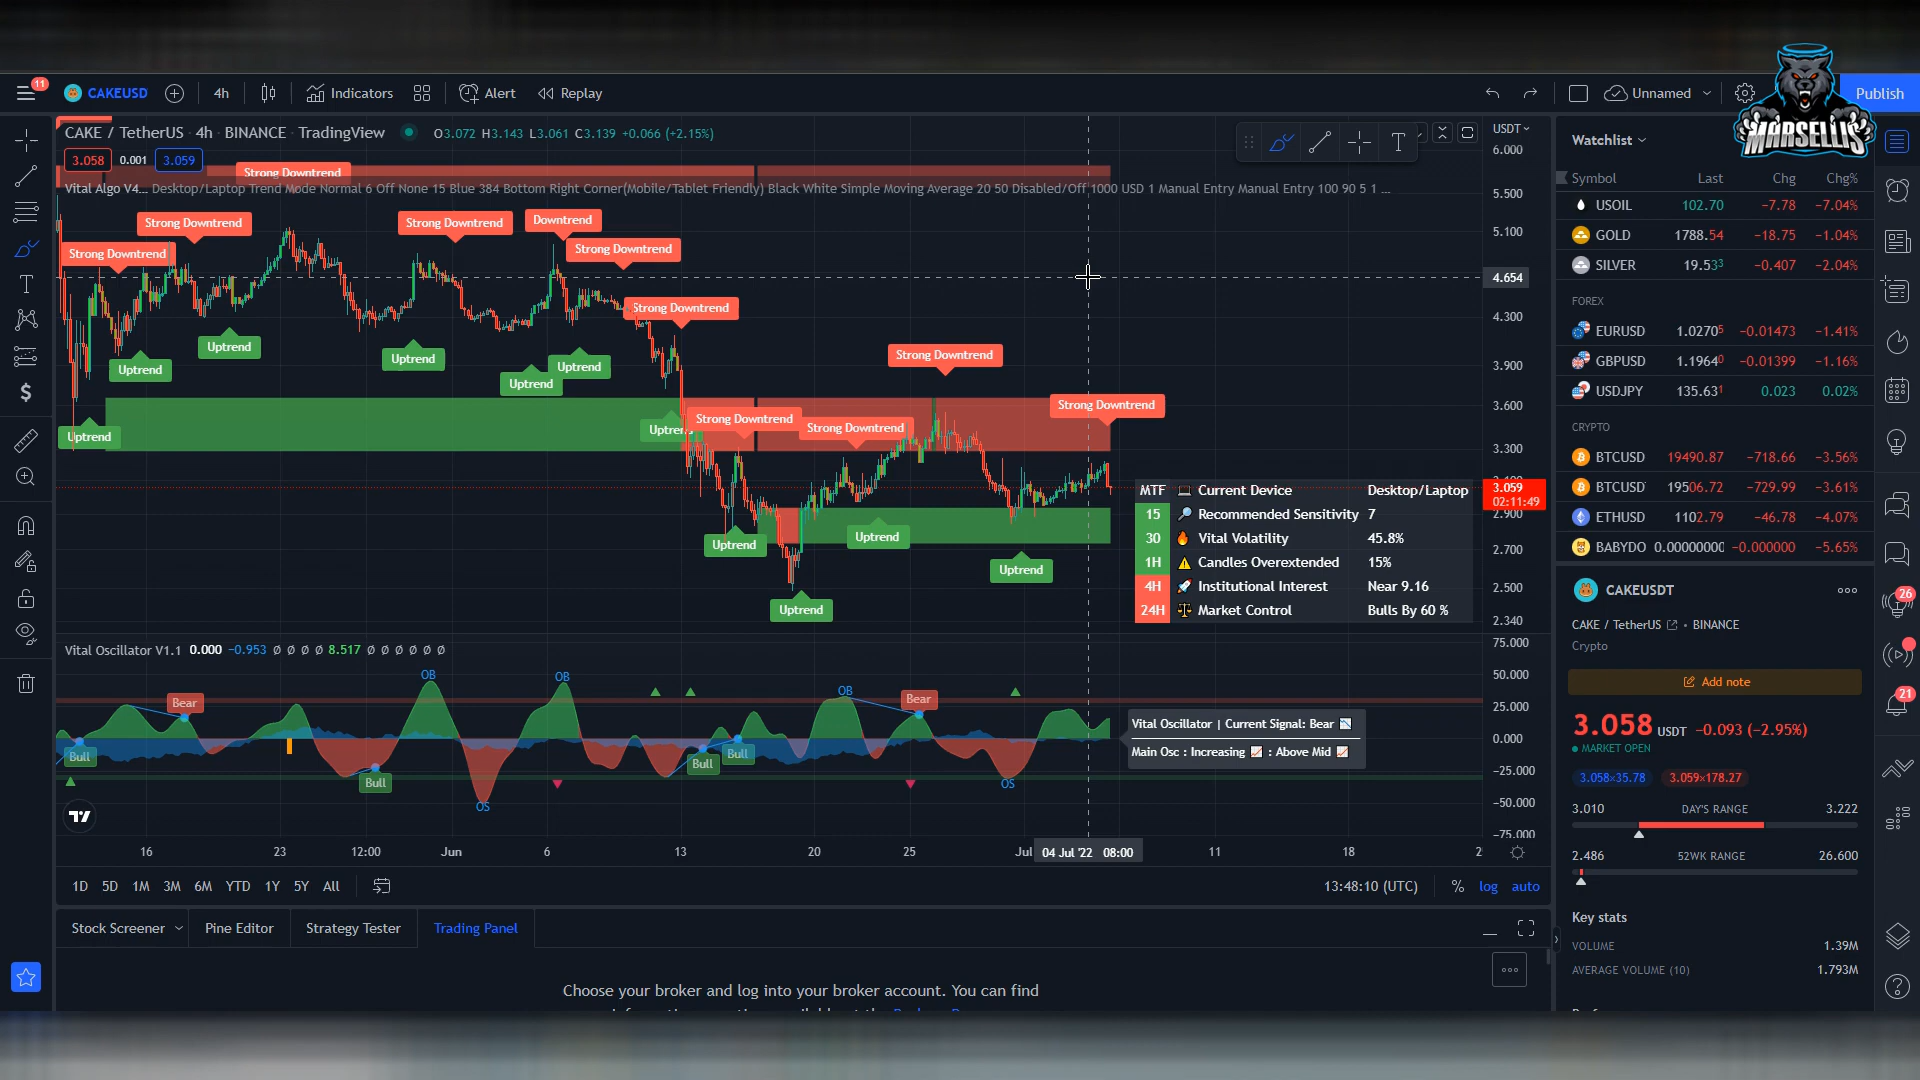 11
CAKEUSD
4h
Indicators
Alert
Replay
Unnamed
Publish
MARSELLIS
CAKE / TetherUS · 4h · BINANCE · TradingView
O3.072 H3.143 L3.061 C3.139 +0.066 (+2.15%)
3.058
0.001
3.059
Strong Downtrend
Vital Algo V4... Desktop/Laptop Trend Mode Normal 6 Off None 15 Blue 384 Bottom Right Corner(Mobile/Tablet Friendly) Black White Simple Moving Average 20 50 Disabled/Off 1000 USD 1 Manual Entry Manual Entry 100 90 5 1 ...
Strong Downtrend
Strong Downtrend
Downtrend
Strong Downtrend
Strong Downtrend
Strong Downtrend
Uptrend
Strong Downtrend
Uptrend
Uptrend
Uptrend
Uptrend
Uptrend
Strong Downtrend
Strong Downtrend
Strong Downtrend
Strong Downtrend
Uptrend
Uptrend
Uptrend
Uptrend
Uptrend
Uptrend
USDT
6.000
5.500
5.100
4.654
4.300
3.900
3.600
3.300
3.059
02:11:49
2.900
2.700
2.500
2.340
MTF Current Device Desktop/Laptop
15 Recommended Sensitivity 7
30 Vital Volatility 45.8%
1H Candles Overextended 15%
4H Institutional Interest Near 9.16
24H Market Control Bulls By 60 %
Vital Oscillator V1.1 0.000 −0.953 ø ø ø ø 8.517 ø ø ø ø ø ø
75.000
50.000
25.000
0.000
−25.000
−50.000
−75.000
OB
OB
OB
Bear
Bear
Bull
Bull
Bull
Bull
OS
OS
Vital Oscillator | Current Signal: Bear
Main Osc : Increasing : Above Mid
16 23 12:00 Jun 6 13 20 25 Jul 04 Jul '22 08:00 11 18 2
1D 5D 1M 3M 6M YTD 1Y 5Y All
13:48:10 (UTC)
% log auto
Stock Screener
Pine Editor
Strategy Tester
Trading Panel
Choose your broker and log into your broker account. You can find
Watchlist
Symbol Last Chg Chg%
USOIL 102.70 −7.78 −7.04%
GOLD 1788.54 −18.75 −1.04%
SILVER 19.533 −0.407 −2.04%
FOREX
EURUSD 1.02705 −0.01473 −1.41%
GBPUSD 1.19640 −0.01399 −1.16%
USDJPY 135.631 0.023 0.02%
CRYPTO
BTCUSD 19490.87 −718.66 −3.56%
BTCUSD 19506.72 −729.99 −3.61%
ETHUSD 1102.79 −46.78 −4.07%
BABYDO 0.00000000 −0.000000 −5.65%
CAKEUSDT
CAKE / TetherUS • BINANCE
Crypto
Add note
3.058 USDT −0.093 (−2.95%)
MARKET OPEN
3.058×35.78
3.059×178.27
3.010 DAY'S RANGE 3.222
2.486 52WK RANGE 26.600
Key stats
VOLUME 1.39M
AVERAGE VOLUME (10) 1.793M
26
21